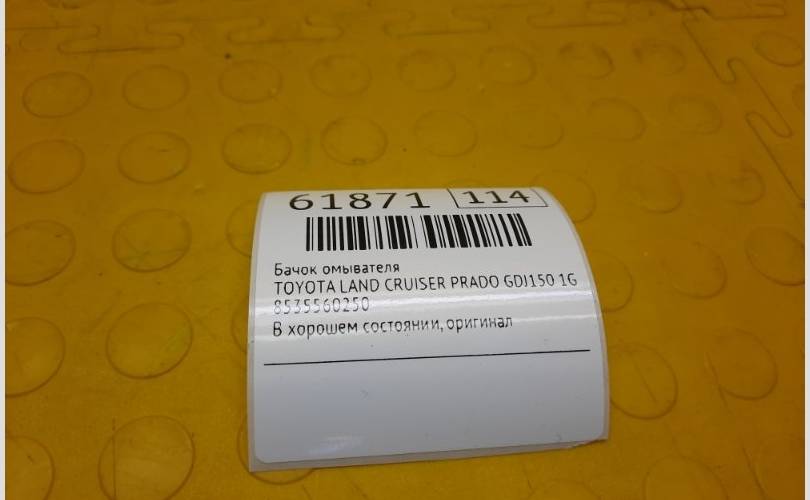 61871 114
Бачок омывателя
TOYOTA LAND CRUISER PRADO GDJ150 1G
8535560250
В хорошем состоянии, оригинал